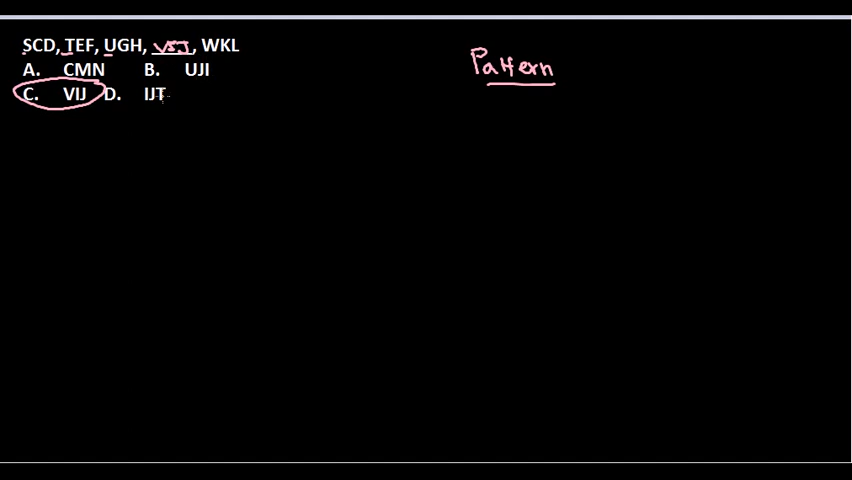 SCD, TEF, UGH, VIJ, WKL
Pattern
A. CMN B. UJI
C. VIJ D. IJT